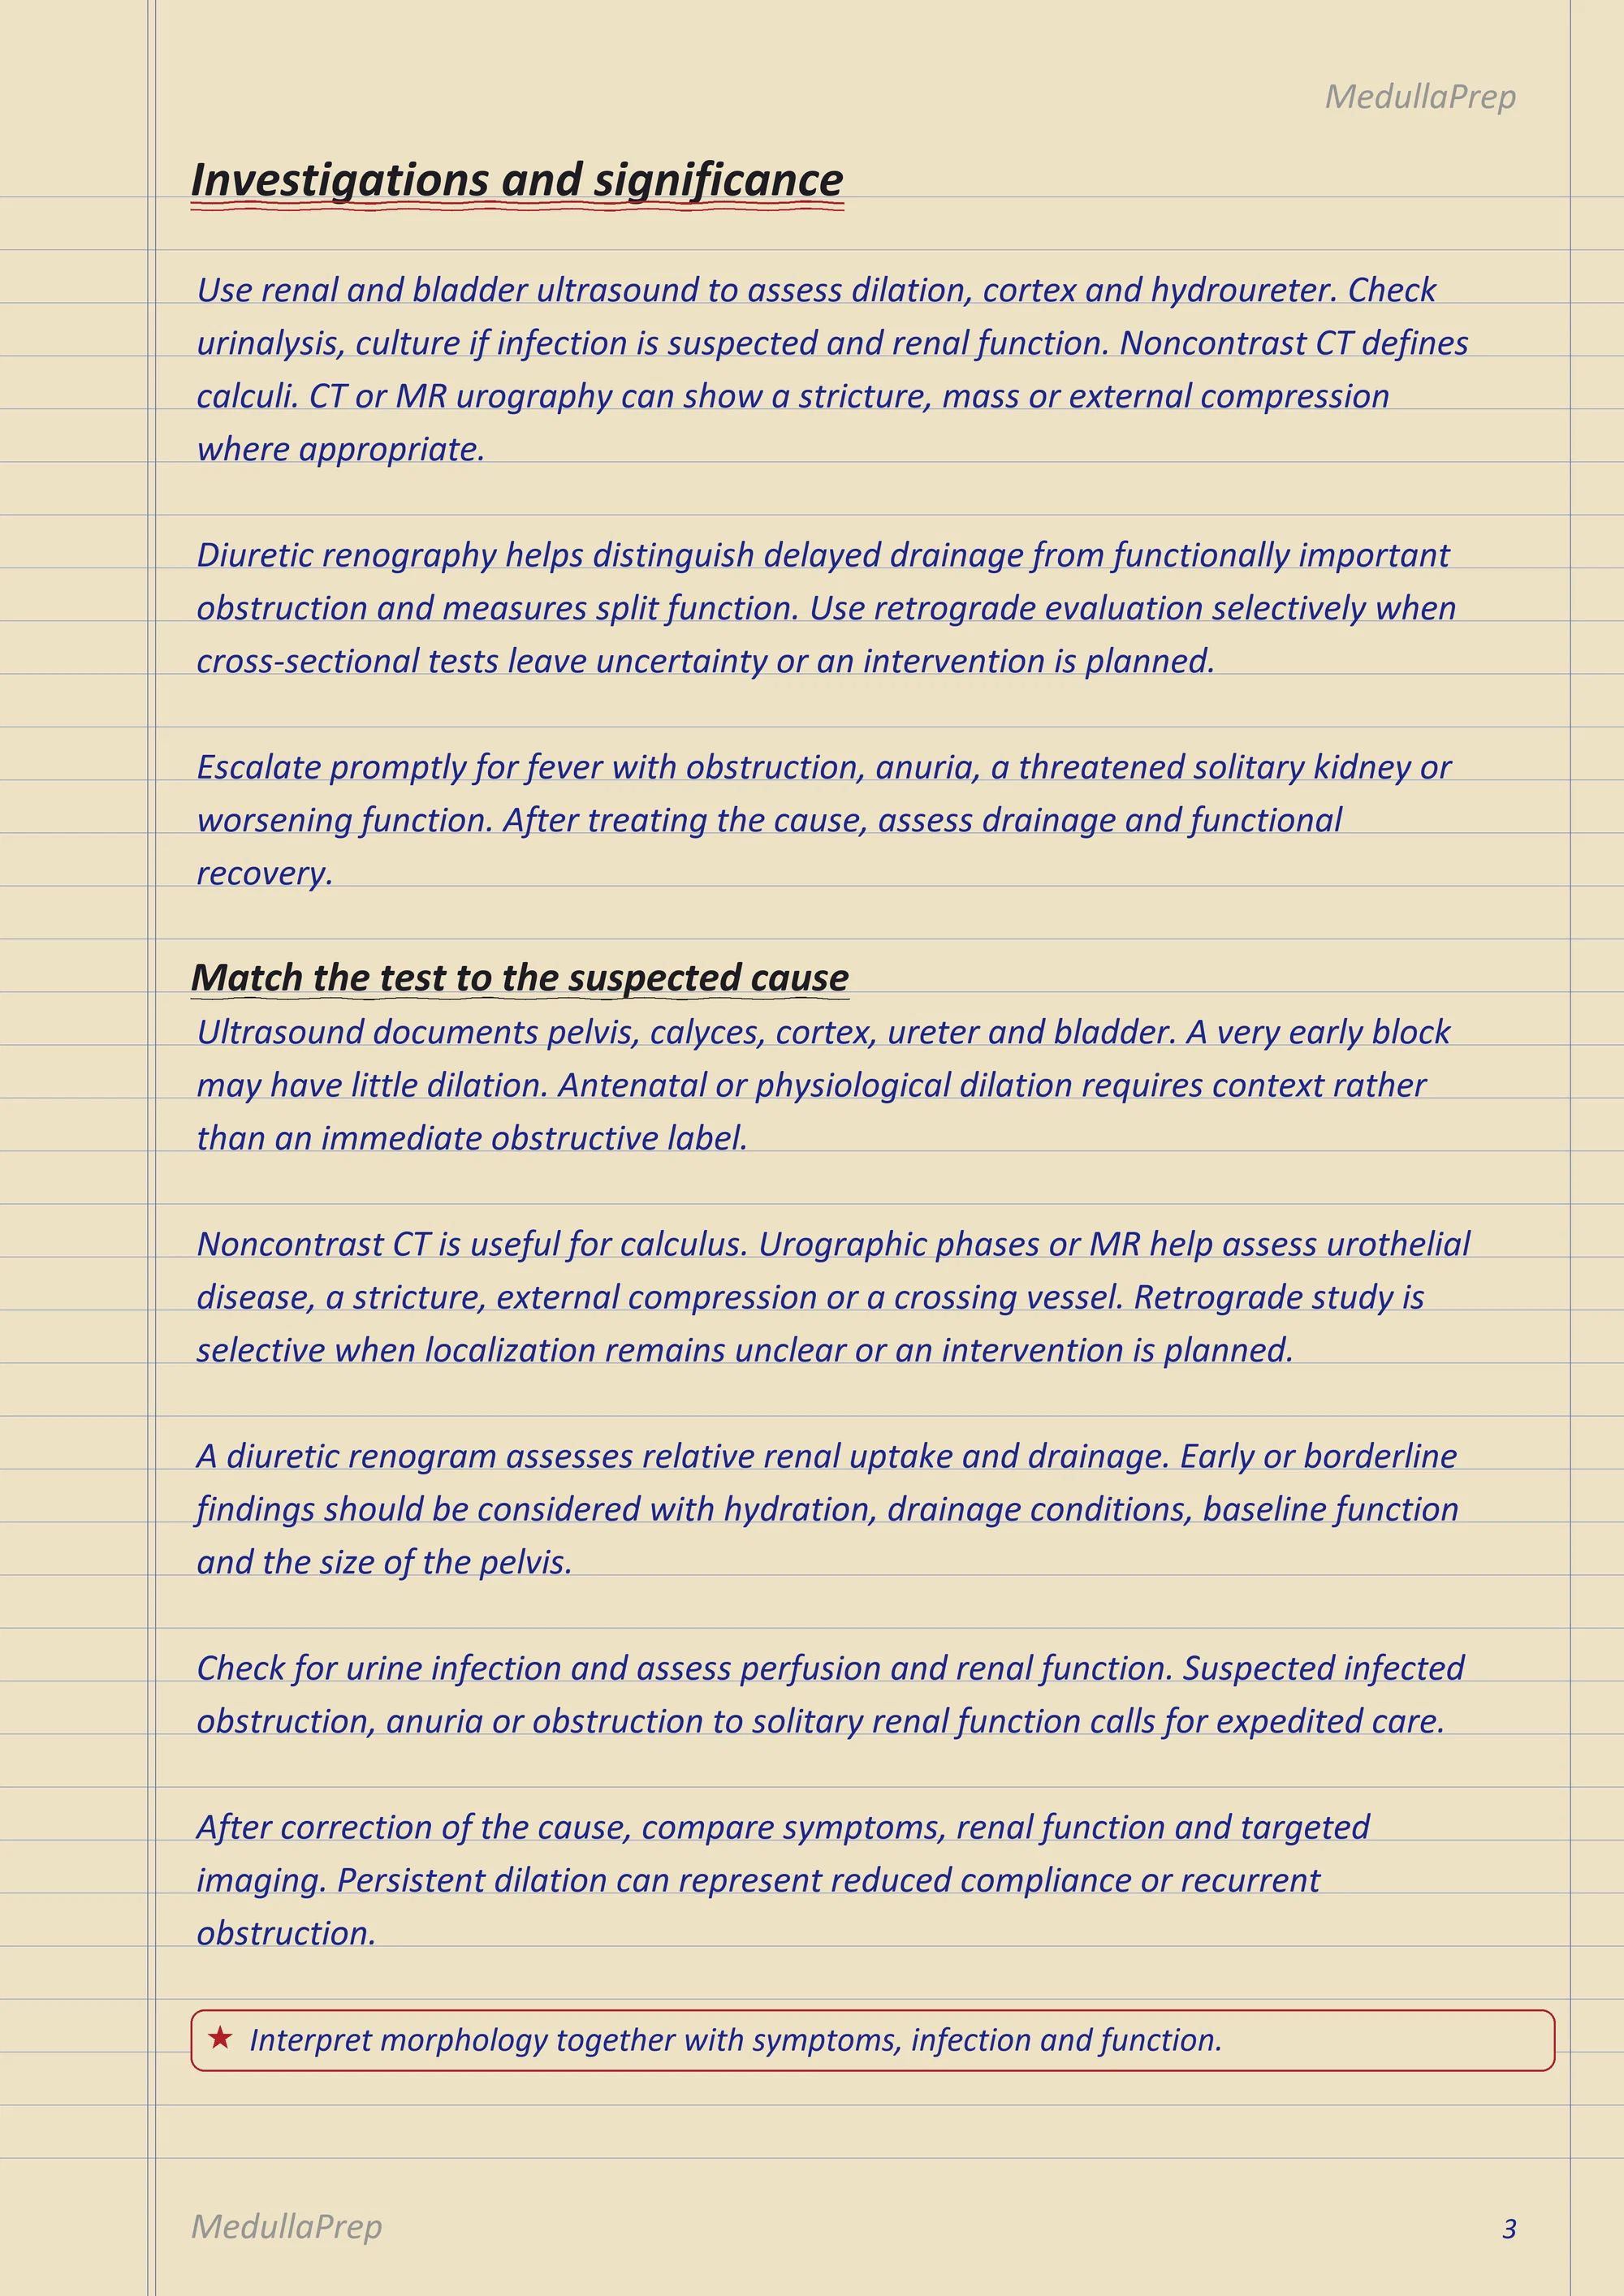 MedullaPrep
Investigations and significance
Use renal and bladder ultrasound to assess dilation, cortex and hydroureter. Check
urinalysis, culture if infection is suspected and renal function. Noncontrast CT defines
calculi. CT or MR urography can show a stricture, mass or external compression
where appropriate.
Diuretic renography helps distinguish delayed drainage from functionally important
obstruction and measures split function. Use retrograde evaluation selectively when
cross-sectional tests leave uncertainty or an intervention is planned.
Escalate promptly for fever with obstruction, anuria, a threatened solitary kidney or
worsening function. After treating the cause, assess drainage and functional
recovery.
Match the test to the suspected cause
Ultrasound documents pelvis, calyces, cortex, ureter and bladder. A very early block
may have little dilation. Antenatal or physiological dilation requires context rather
than an immediate obstructive label.
Noncontrast CT is useful for calculus. Urographic phases or MR help assess urothelial
disease, a stricture, external compression or a crossing vessel. Retrograde study is
selective when localization remains unclear or an intervention is planned.
A diuretic renogram assesses relative renal uptake and drainage. Early or borderline
findings should be considered with hydration, drainage conditions, baseline function
and the size of the pelvis.
Check for urine infection and assess perfusion and renal function. Suspected infected
obstruction, anuria or obstruction to solitary renal function calls for expedited care.
After correction of the cause, compare symptoms, renal function and targeted
imaging. Persistent dilation can represent reduced compliance or recurrent
obstruction.
★ Interpret morphology together with symptoms, infection and function.
MedullaPrep
3